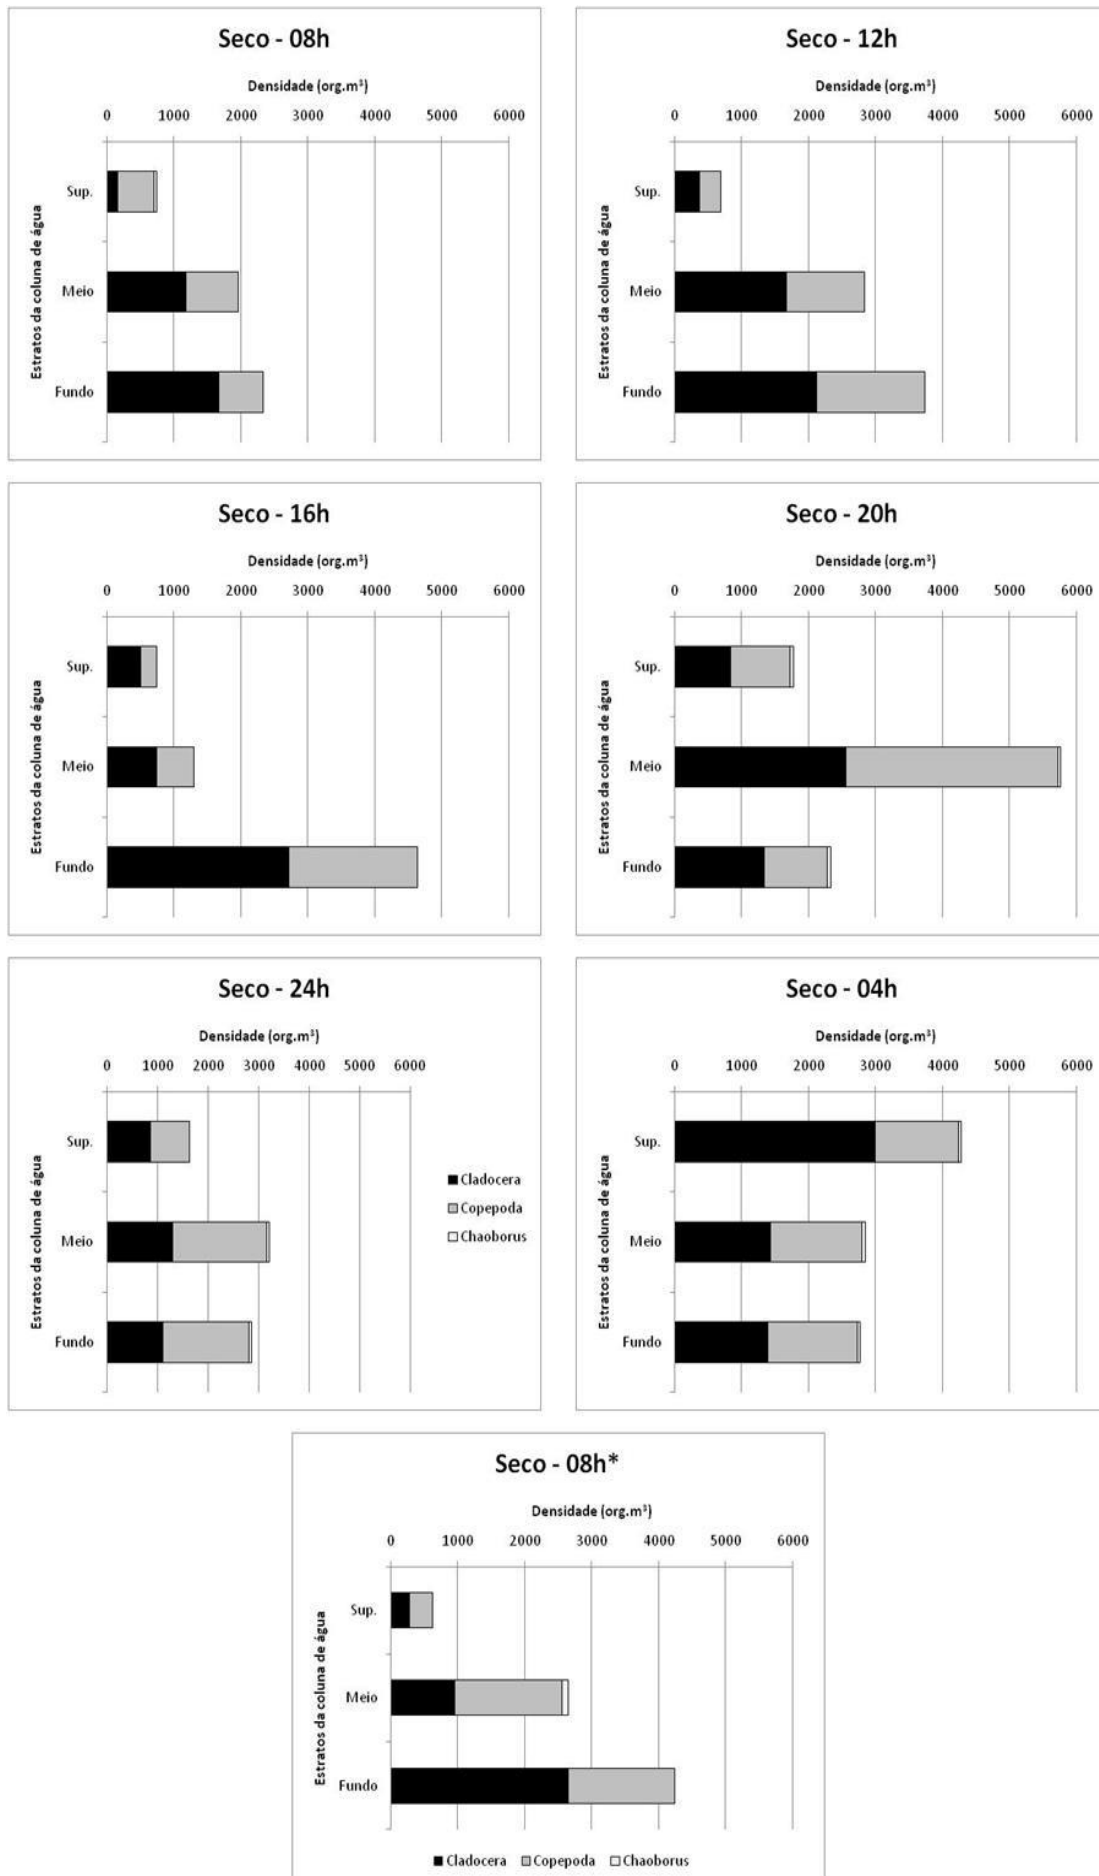 Seco - 08h
Densidade (org.m³)
0 1000 2000 3000 4000 5000 6000
Estratos da coluna de água
Sup.
Meio
Fundo
Seco - 12h
Densidade (org.m³)
0 1000 2000 3000 4000 5000 6000
Estratos da coluna de água
Sup.
Meio
Fundo
Seco - 16h
Densidade (org.m³)
0 1000 2000 3000 4000 5000 6000
Estratos da coluna de água
Sup.
Meio
Fundo
Seco - 20h
Densidade (org.m³)
0 1000 2000 3000 4000 5000 6000
Estratos da coluna de água
Sup.
Meio
Fundo
Seco - 24h
Densidade (org.m³)
0 1000 2000 3000 4000 5000 6000
Estratos da coluna de água
Sup.
Meio
Fundo
Cladocera
Copepoda
Chaoborus
Seco - 04h
Densidade (org.m³)
0 1000 2000 3000 4000 5000 6000
Estratos da coluna de água
Sup.
Meio
Fundo
Seco - 08h*
Densidade (org.m³)
0 1000 2000 3000 4000 5000 6000
Estratos da coluna de água
Sup.
Meio
Fundo
Cladocera Copepoda Chaoborus